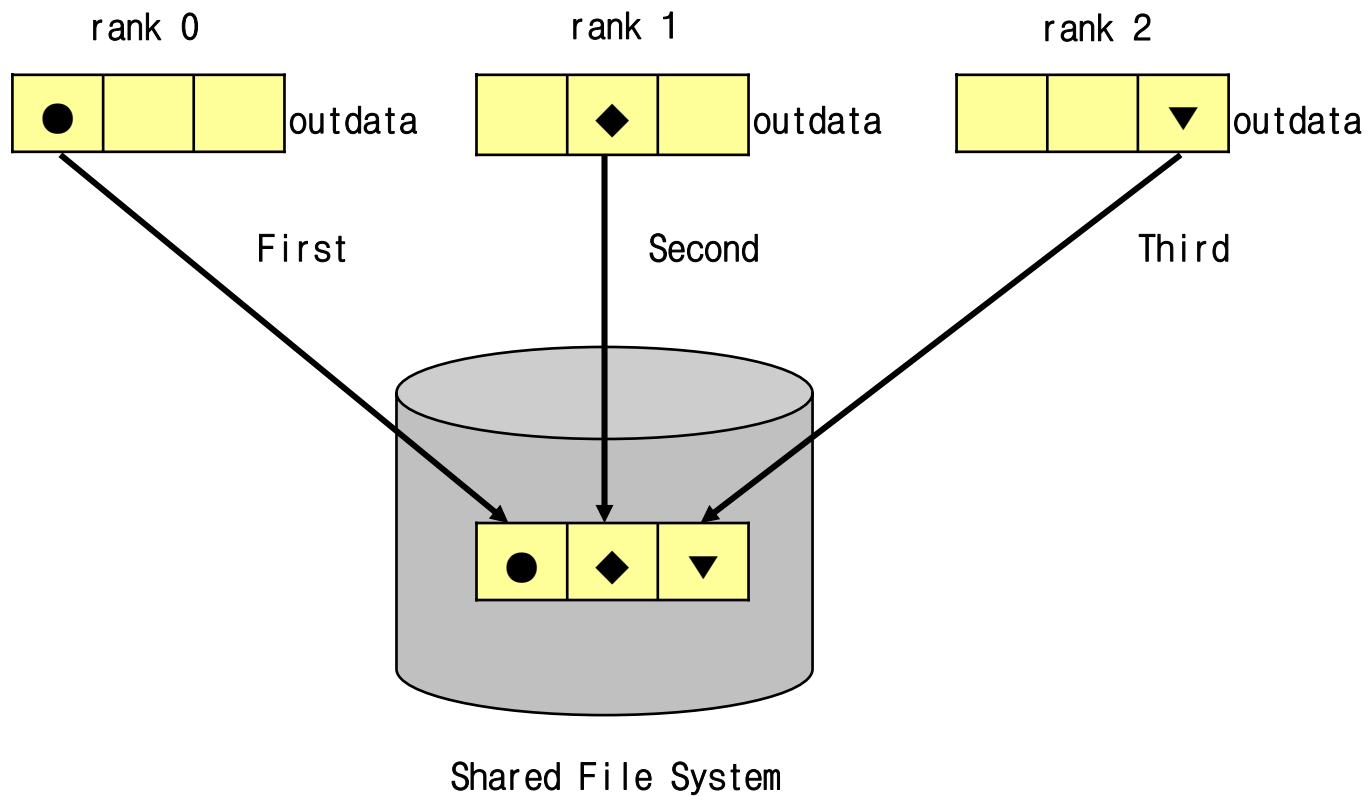 rank 0
rank 1
rank 2
outdata
outdata
outdata
First
Second
Third
Shared File System